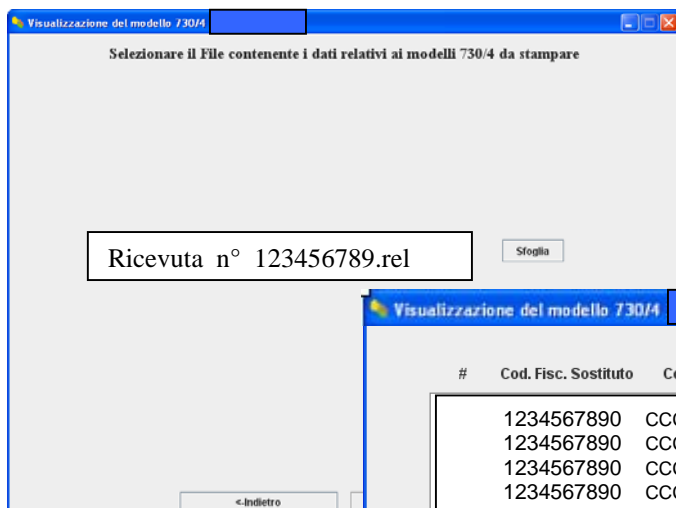 Visualizzazione del modello 730/4
Selezionare il File contenente i dati relativi ai modelli 730/4 da stampare
Ricevuta n° 123456789.rel
Sfoglia
Visualizzazione del modello 730/4
# Cod. Fisc. Sostituto
1234567890
1234567890
1234567890
1234567890
<-Indietro